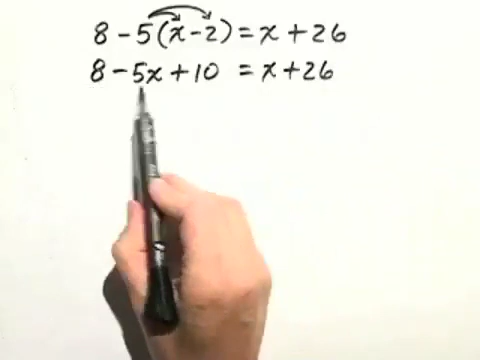 8 - 5(x - 2) = x + 26
8 - 5x + 10 = x + 26